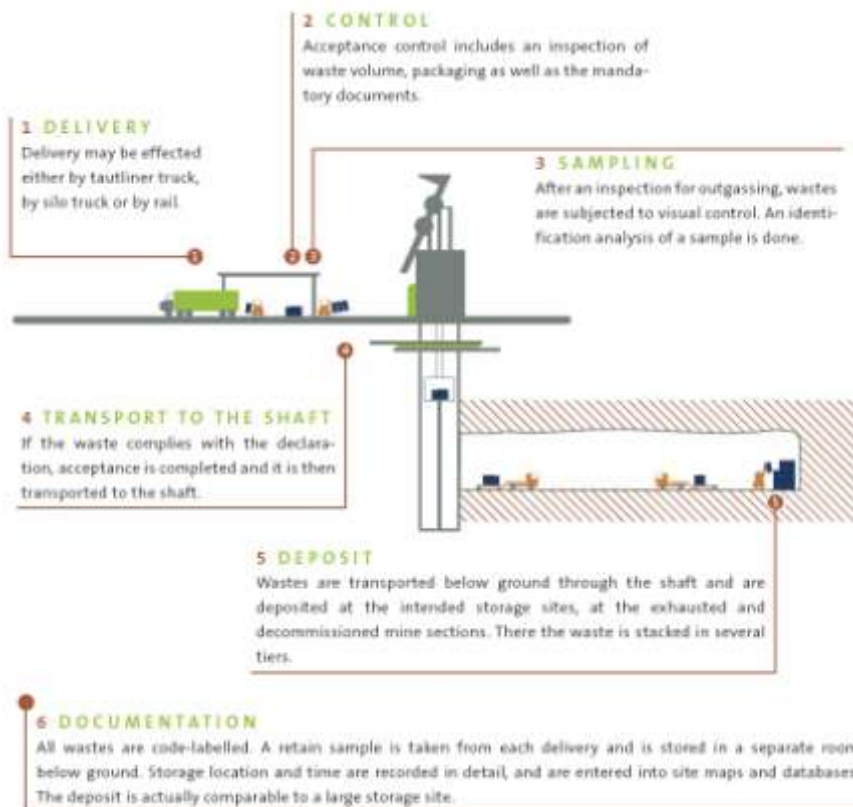 2 CONTROL
Acceptance control includes an inspection of
waste volume, packaging as well as the manda-
tory documents.
1 DELIVERY
Delivery may be effected
either by tautliner truck,
by silo truck or by rail.
3 SAMPLING
After an inspection for outgassing, wastes
are subjected to visual control. An identi-
fication analysis of a sample is done.
1
2
3
4
4 TRANSPORT TO THE SHAFT
If the waste complies with the declara-
tion, acceptance is completed and it is then
transported to the shaft.
5
5 DEPOSIT
Wastes are transported below ground through the shaft and are
deposited at the intended storage sites, at the exhausted and
decommissioned mine sections. There the waste is stacked in several
tiers.
6 DOCUMENTATION
All wastes are code-labelled. A retain sample is taken from each delivery and is stored in a separate room
below ground. Storage location and time are recorded in detail, and are entered into site maps and databases
The deposit is actually comparable to a large storage site.